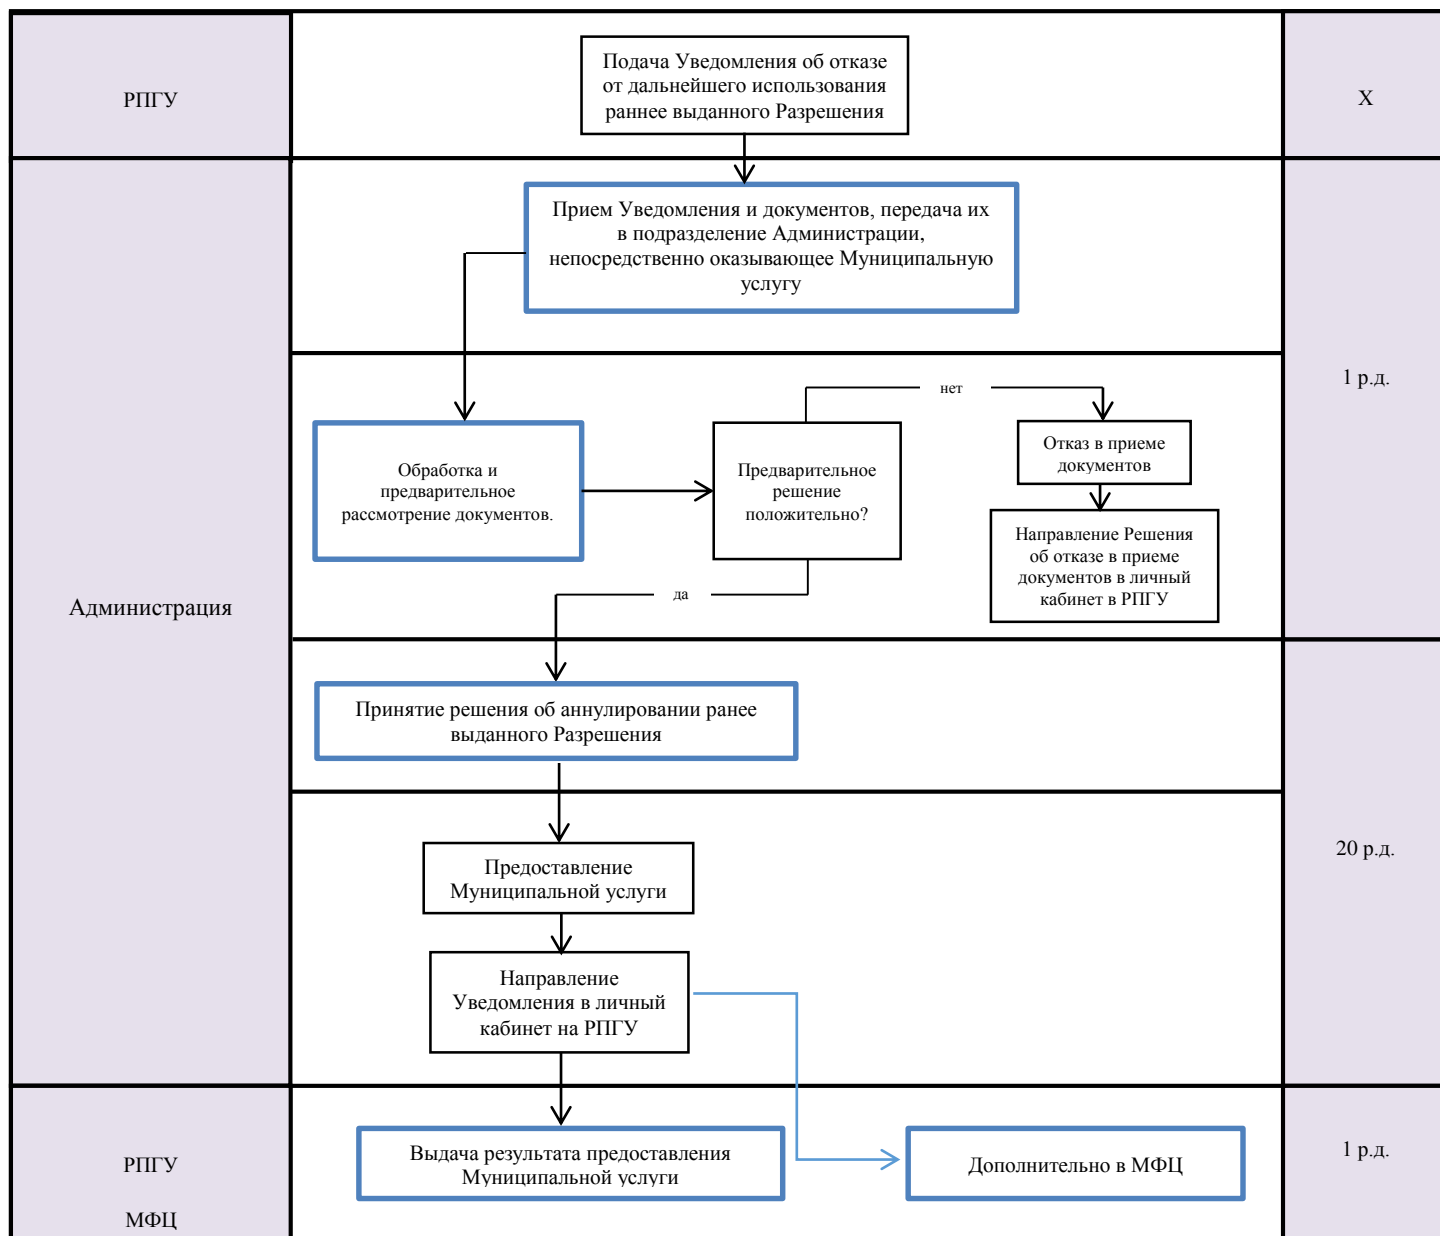 РПГУ
Подача Уведомления об отказе
от дальнейшего использования
раннее выданного Разрешения
X
Администрация
Прием Уведомления и документов, передача их
в подразделение Администрации,
непосредственно оказывающее Муниципальную
услугу
1 р.д.
нет
Обработка и
предварительное
рассмотрение документов.
Предварительное
решение
положительно?
Отказ в приеме
документов
Направление Решения
об отказе в приеме
документов в личный
кабинет в РПГУ
да
Принятие решения об аннулировании ранее
выданного Разрешения
20 р.д.
Предоставление
Муниципальной услуги
Направление
Уведомления в личный
кабинет на РПГУ
РПГУ
МФЦ
Выдача результата предоставления
Муниципальной услуги
Дополнительно в МФЦ
1 р.д.